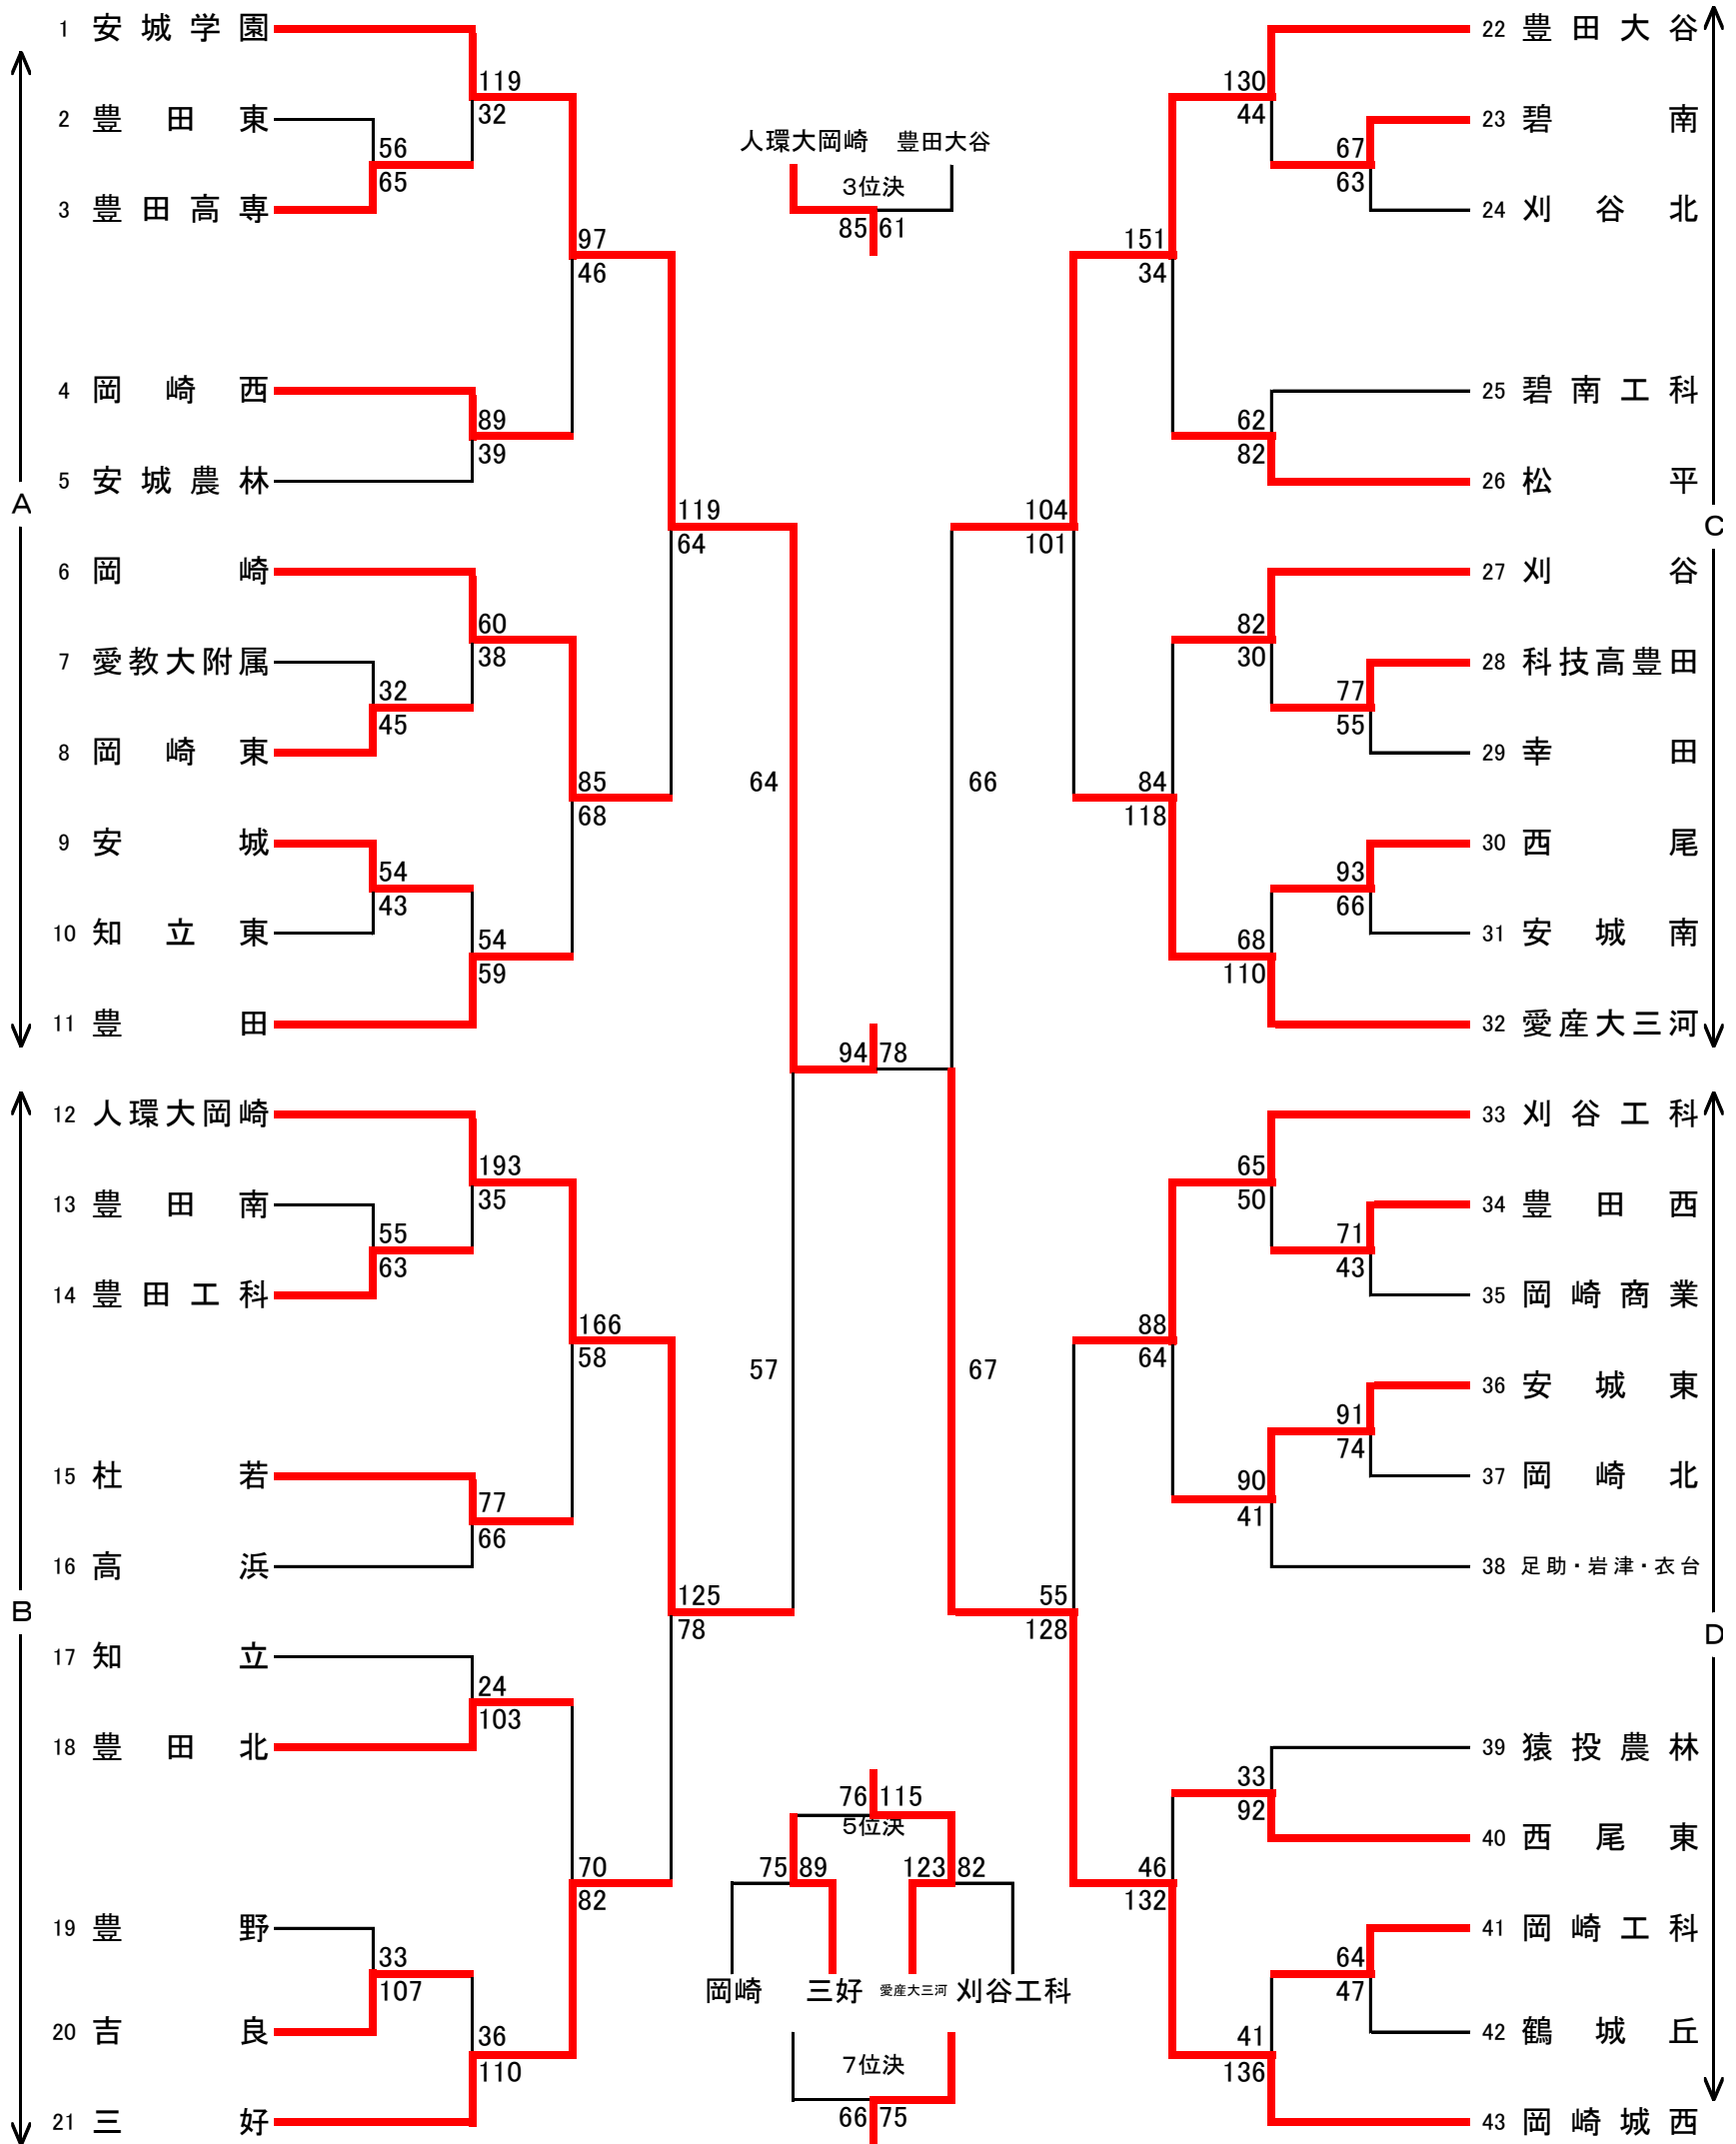 1 安城学園
2 豊田東
3 豊田高専
4 岡崎西
5 安城農林
6 岡崎
7 愛教大附属
8 岡崎東
9 安城
10 知立東
11 豊田
A
12 人環大岡崎
13 豊田南
14 豊田工科
15 杜若
16 高浜
17 知立
18 豊田北
19 豊野
20 吉良
21 三好
B
119
32
56
65
97
46
89
39
119
64
60
38
32
45
85
68
54
43
54
59
193
35
55
63
166
58
77
66
125
78
24
103
70
82
33
107
36
110
人環大岡崎 豊田大谷
3位決
85 61
64
66
94 78
57
67
76 115
5位決
75 89
123 82
岡崎 三好 愛産大三河 刈谷工科
7位決
66 75
130
44
67
63
151
34
62
82
104
101
82
30
77
55
84
118
93
66
68
110
65
50
71
43
88
64
91
74
90
41
55
128
33
92
46
132
64
47
41
136
22 豊田大谷
23 碧南
24 刈谷北
25 碧南工科
26 松平
27 刈谷
28 科技高豊田
29 幸田
30 西尾
31 安城南
32 愛産大三河
C
33 刈谷工科
34 豊田西
35 岡崎商業
36 安城東
37 岡崎北
38 足助・岩津・衣台
39 猿投農林
40 西尾東
41 岡崎工科
42 鶴城丘
43 岡崎城西
D